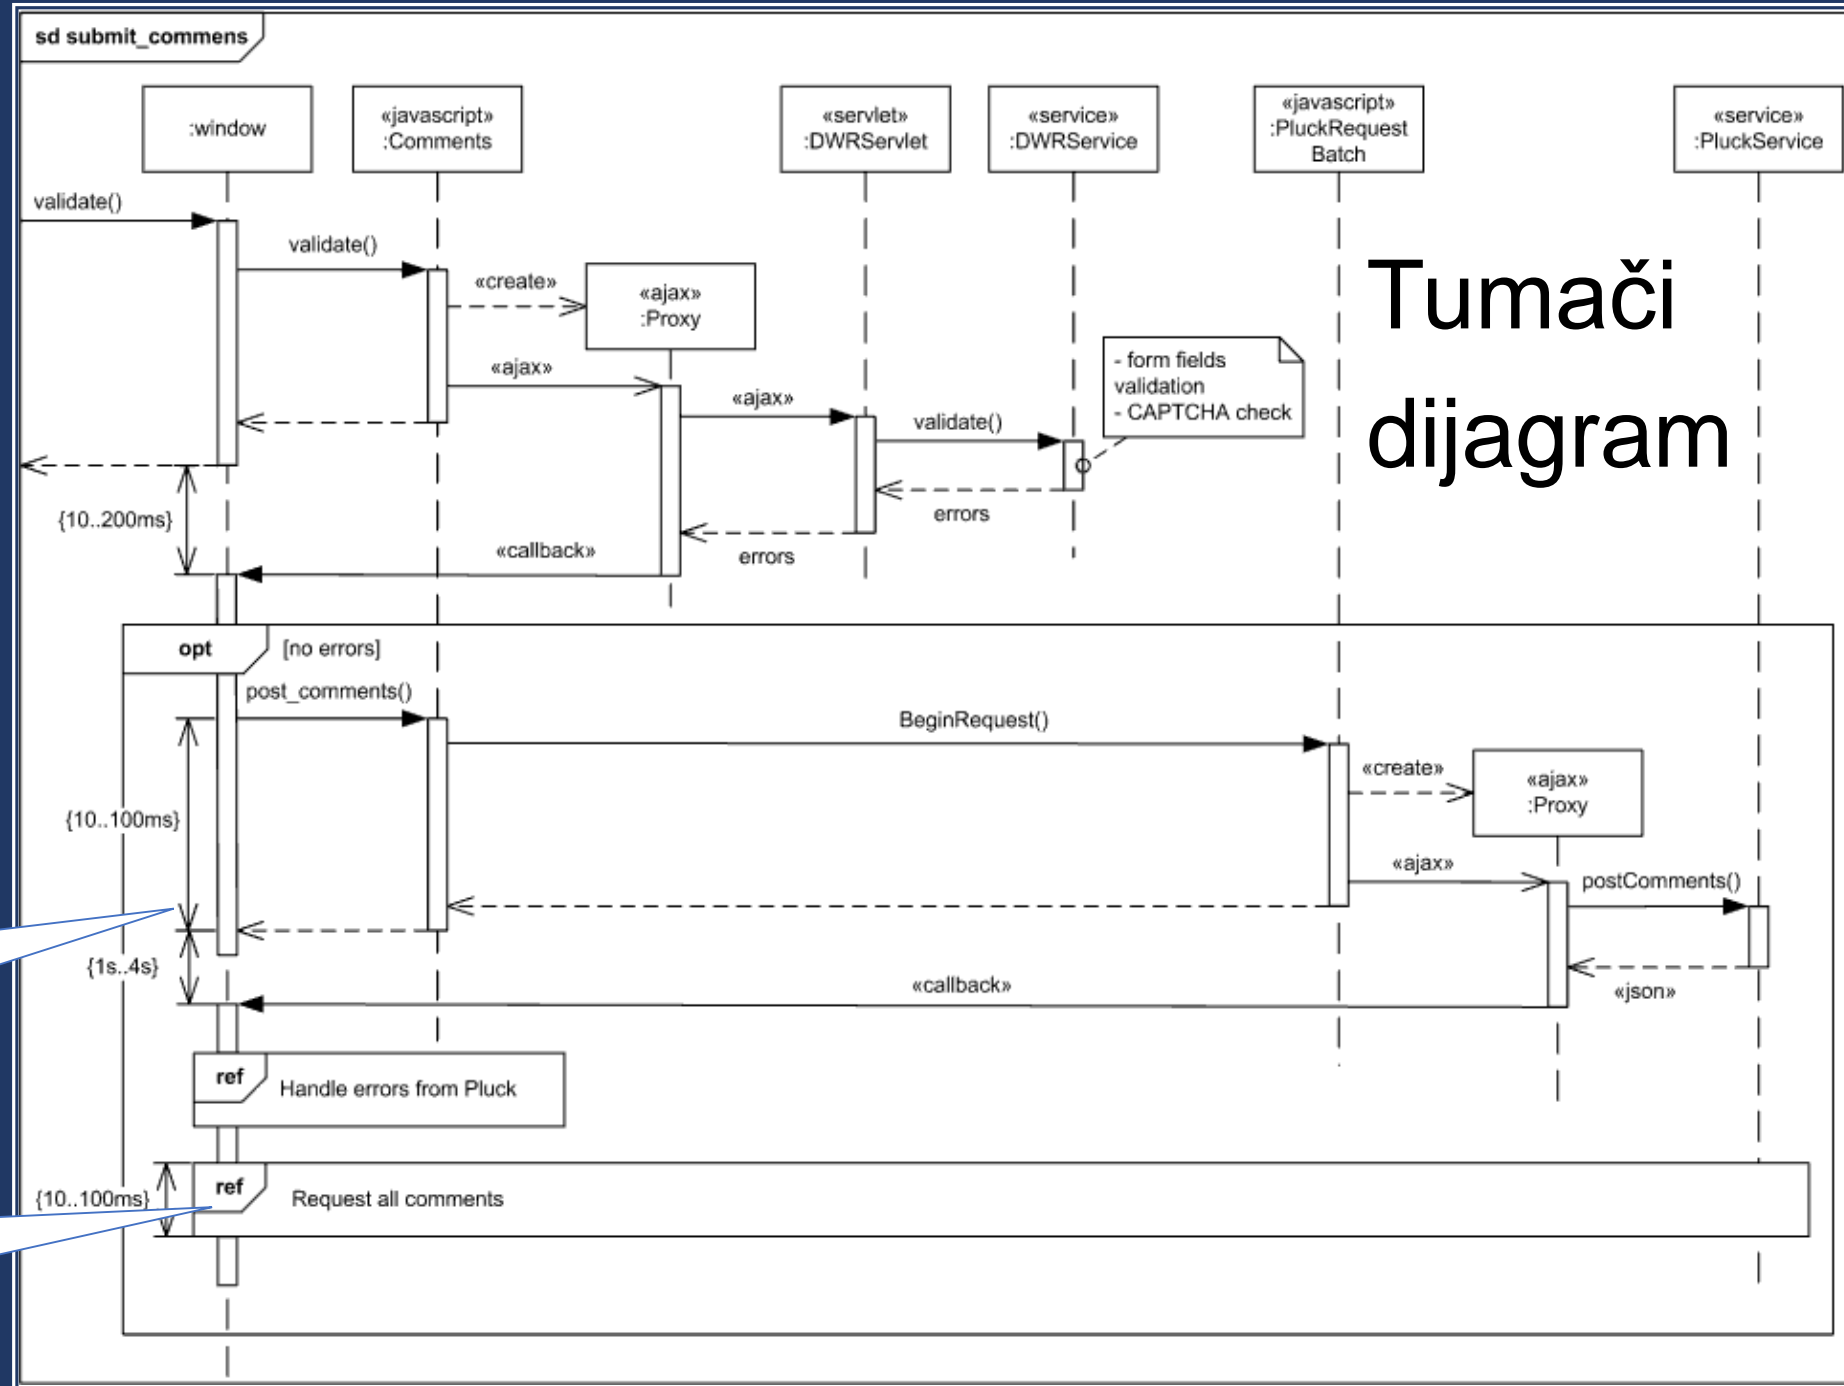 sd submit_commens
:window
«javascript»
:Comments
«servlet»
:DWRServlet
«service»
:DWRService
«javascript»
:PluckRequest
Batch
«service»
:PluckService
validate()
validate()
«create»
«ajax»
:Proxy
Tumači
dijagram
«ajax»
«ajax»
- form fields
validation
- CAPTCHA check
validate()
{10..200ms}
errors
«callback»
errors
opt
[no errors]
post_comments()
BeginRequest()
«create»
«ajax»
:Proxy
{10..100ms}
«ajax»
postComments()
{1s..4s}
«callback»
«json»
ref
Handle errors from Pluck
ref
{10..100ms}
Request all comments